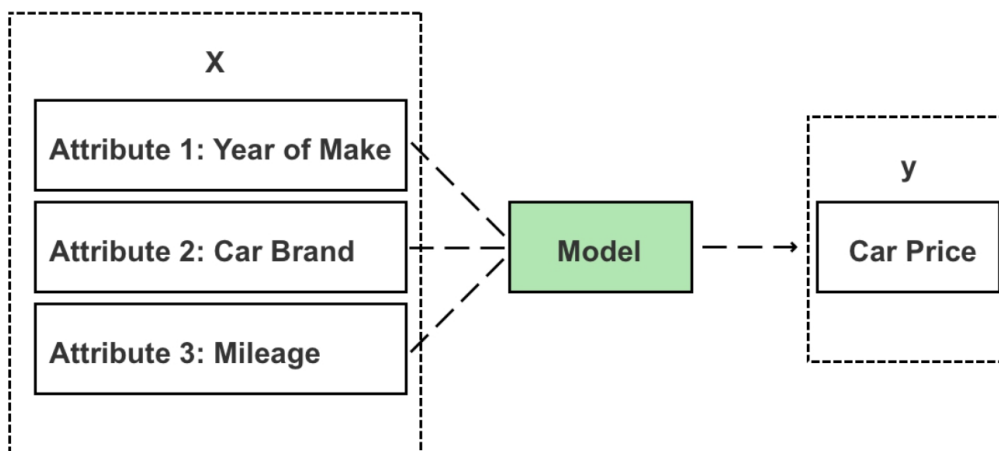 X
Attribute 1: Year of Make
Attribute 2: Car Brand
Attribute 3: Mileage
Model
y
Car Price